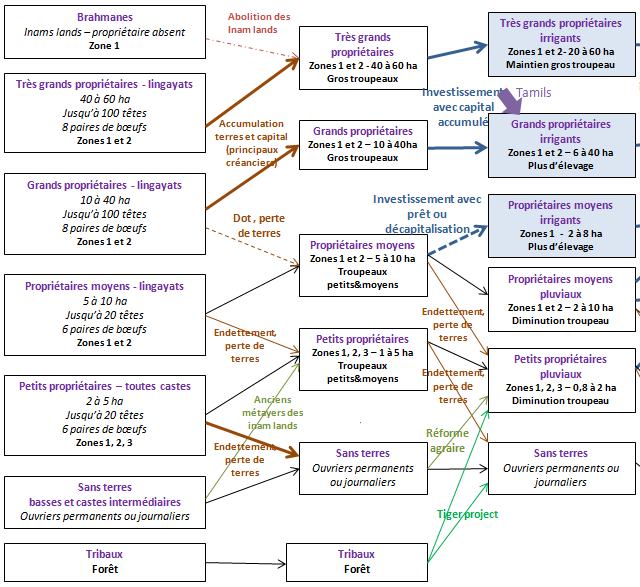 Brahmanes
Inams lands – propriétaire absent
Zone 1
Très grands propriétaires - lingayats
40 à 60 ha
Jusqu'à 100 têtes
8 paires de bœufs
Zones 1 et 2
Grands propriétaires - lingayats
10 à 40 ha
Jusqu'à 100 têtes
8 paires de bœufs
Zones 1 et 2
Propriétaires moyens - lingayats
5 à 10 ha
Jusqu'à 20 têtes
6 paires de bœufs
Zones 1 et 2
Petits propriétaires – toutes castes
2 à 5 ha
Jusqu'à 20 têtes
6 paires de bœufs
Zones 1, 2, 3
Sans terres
basses et castes intermédiaires
Ouvriers permanents ou journaliers
Tribaux
Forêt
Abolition des
Inam lands
Accumulation
terres et capital
(principaux
créanciers)
Dot , perte
de terres
Endettement,
perte de
terres
Anciens
métayers des
inam lands
Endettement,
perte de
terres
Très grands
propriétaires
Zones 1 et 2 - 40 à 60 ha
Gros troupeaux
Grands propriétaires
Zones 1 et 2 – 10 à 40ha
Gros troupeaux
Propriétaires moyens
Zones 1 et 2 – 5 à 10 ha
Troupeaux
petits&moyens
Petits propriétaires
Zones 1, 2, 3 – 1 à 5 ha
Troupeaux
petits&moyens
Sans terres
Ouvriers permanents
ou journaliers
Tribaux
Forêt
Investissement
avec capital
accumulé
Tamils
Investissement avec
prêt ou
décapitalisation
Endettement,
perte de
terres
Endettement,
perte de
terres
Réforme
agraire
Tiger project
Très grands propriétaires
irrigants
Zones 1 et 2- 20 à 60 ha
Maintien gros troupeau
Grands propriétaires
irrigants
Zones 1 et 2 – 6 à 40 ha
Plus d'élevage
Propriétaires moyens
irrigants
Zones 1 - 2 à 8 ha
Plus d'élevage
Propriétaires moyens
pluviaux
Zones 1 et 2 – 2 à 10 ha
Diminution troupeau
Petits propriétaires
pluviaux
Zones 1, 2, 3 – 0,8 à 2 ha
Diminution troupeau
Sans terres
Ouvriers permanents
ou journaliers